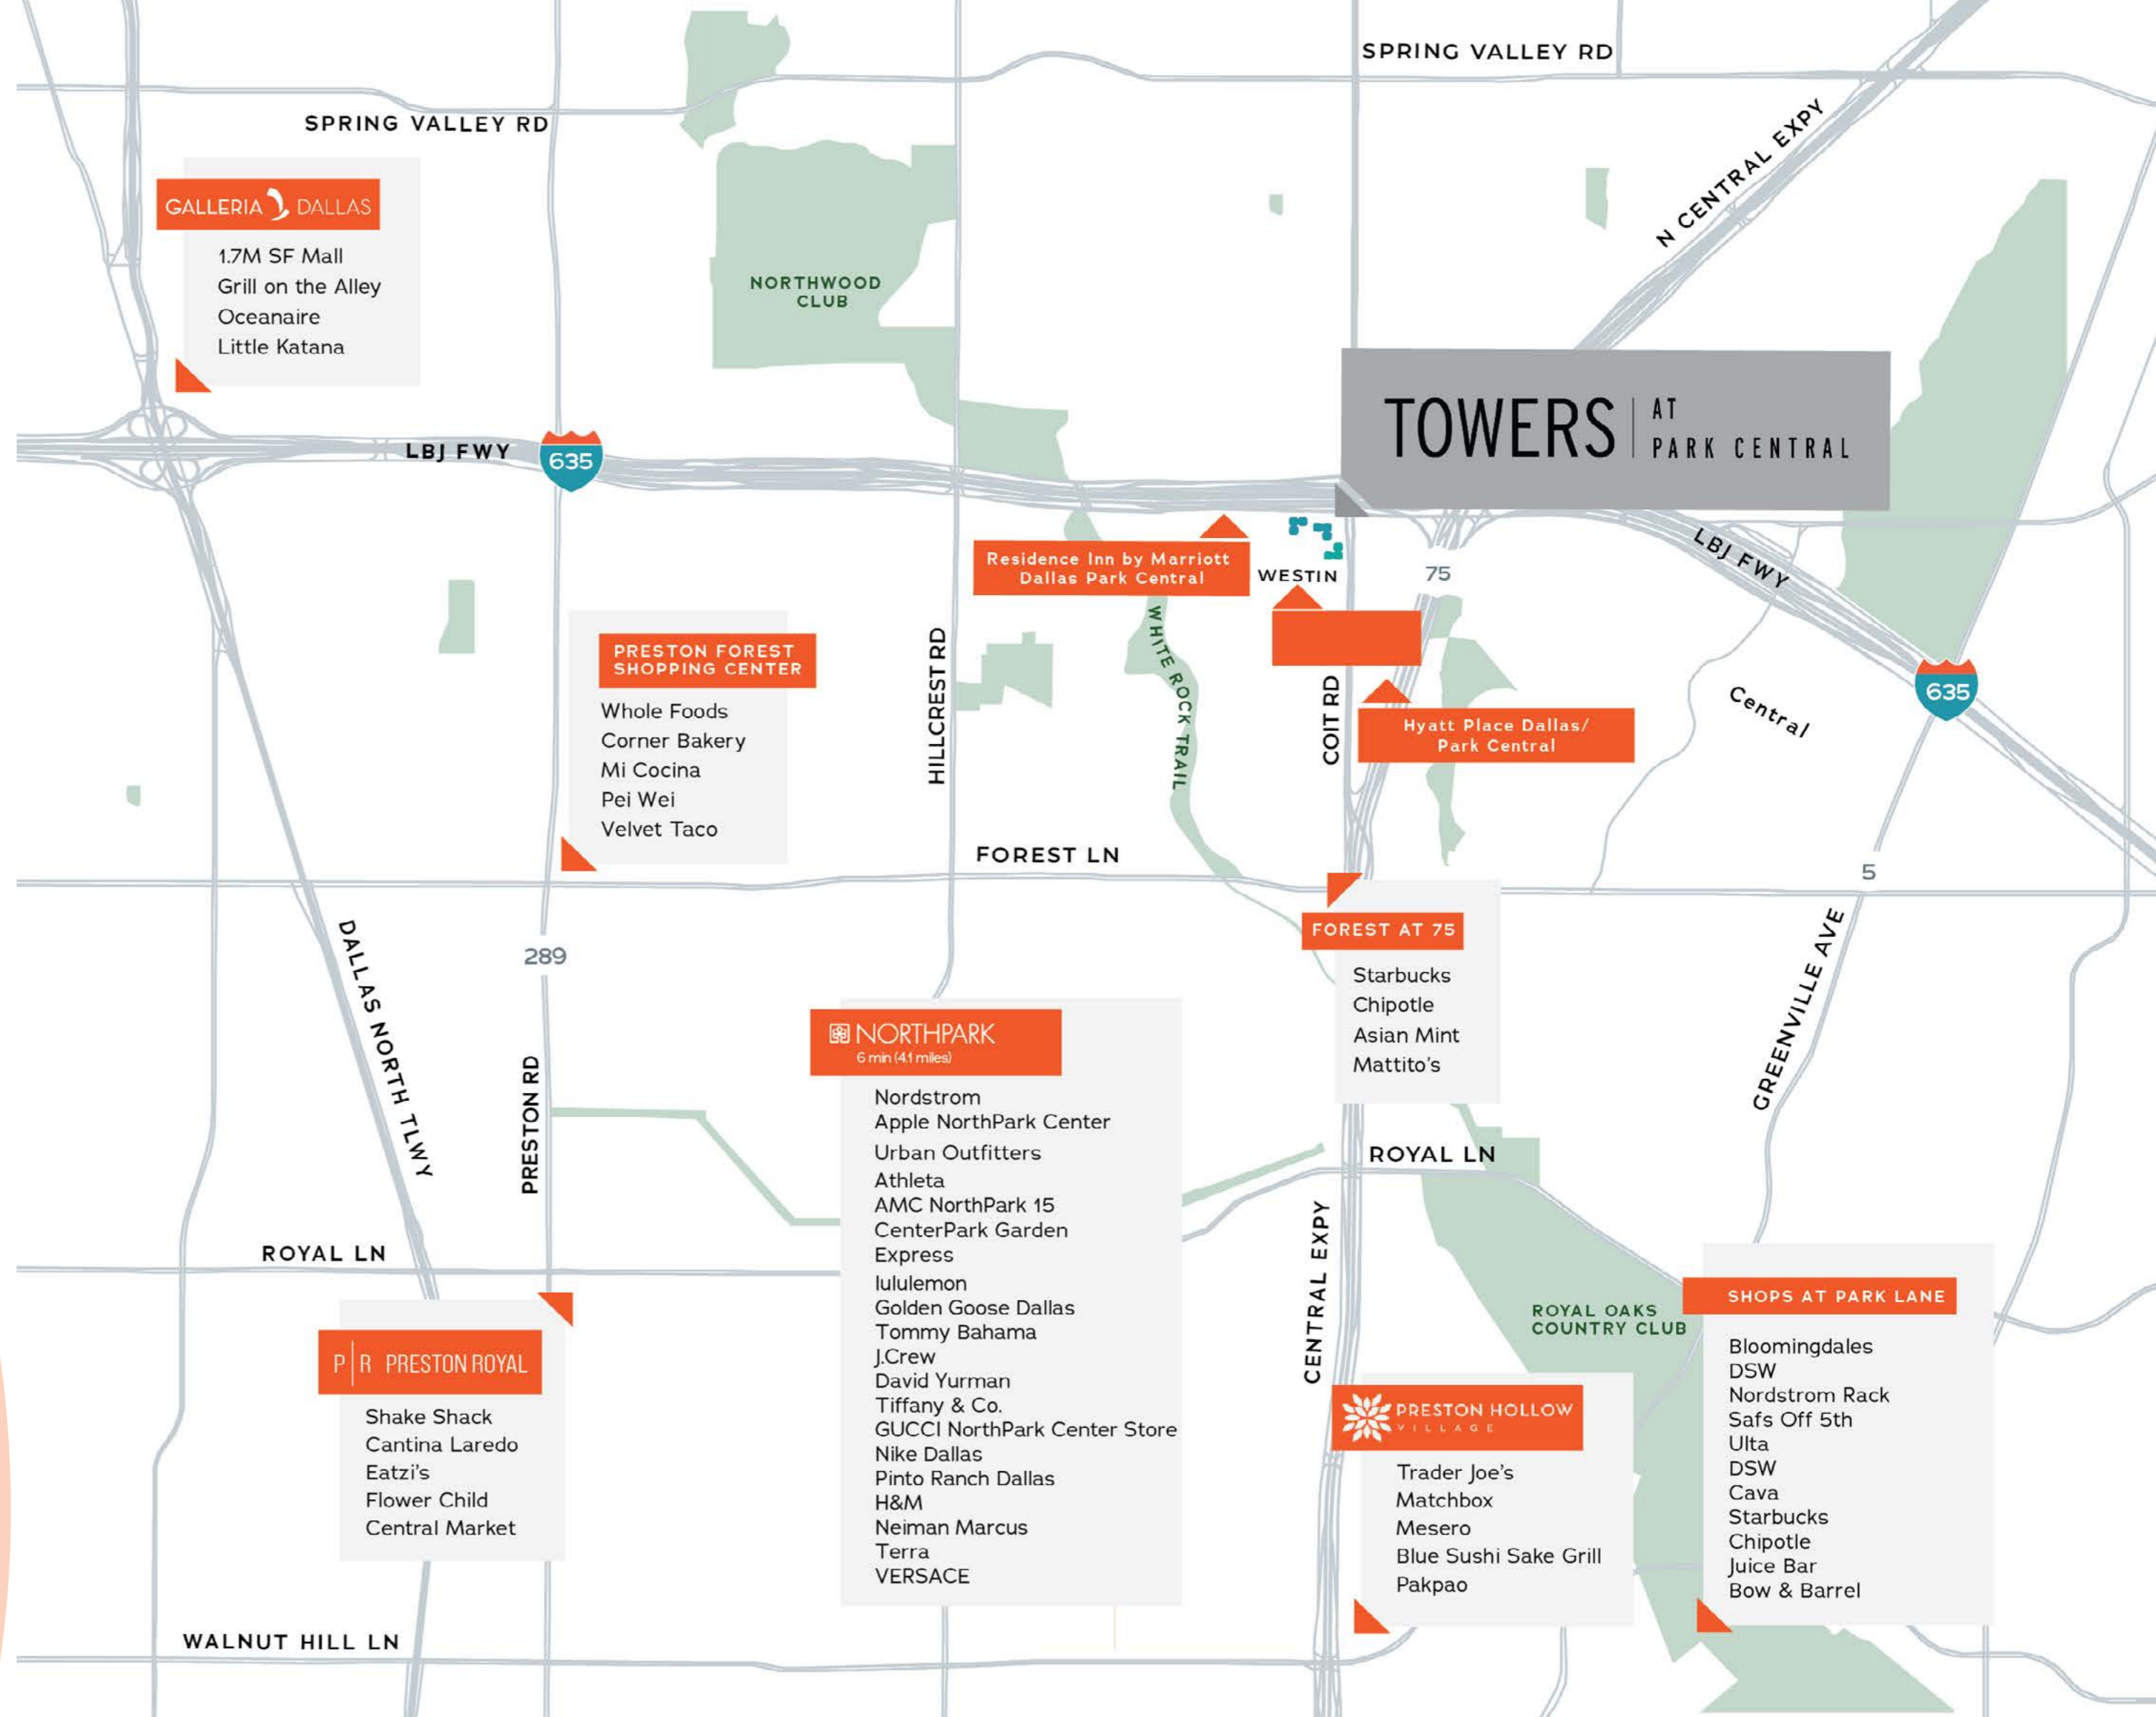 SPRING VALLEY RD
SPRING VALLEY RD
N CENTRAL EXPY
GALLERIA DALLAS
1.7M SF Mall
Grill on the Alley
Oceanaire
Little Katana
NORTHWOOD
CLUB
TOWERS AT
PARK CENTRAL
LBJ FWY
635
Residence Inn by Marriott
Dallas Park Central
WESTIN
75
LBJ FWY
635
Central
PRESTON FOREST
SHOPPING CENTER
Whole Foods
Corner Bakery
Mi Cocina
Pei Wei
Velvet Taco
HILLCREST RD
WHITE ROCK TRAIL
COIT RD
Hyatt Place Dallas/
Park Central
FOREST LN
5
289
DALLAS NORTH TLWY
PRESTON RD
FOREST AT 75
Starbucks
Chipotle
Asian Mint
Mattito's
GREENVILLE AVE
NORTHPARK
6 min (4.1 miles)
Nordstrom
Apple NorthPark Center
Urban Outfitters
Athleta
AMC NorthPark 15
CenterPark Garden
Express
lululemon
Golden Goose Dallas
Tommy Bahama
J.Crew
David Yurman
Tiffany & Co.
GUCCI NorthPark Center Store
Nike Dallas
Pinto Ranch Dallas
H&M
Neiman Marcus
Terra
VERSACE
ROYAL LN
ROYAL LN
CENTRAL EXPY
ROYAL OAKS
COUNTRY CLUB
P R PRESTON ROYAL
Shake Shack
Cantina Laredo
Eatzi's
Flower Child
Central Market
PRESTON HOLLOW
VILLAGE
Trader Joe's
Matchbox
Mesero
Blue Sushi Sake Grill
Pakpao
SHOPS AT PARK LANE
Bloomingdales
DSW
Nordstrom Rack
Safs Off 5th
Ulta
DSW
Cava
Starbucks
Chipotle
Juice Bar
Bow & Barrel
WALNUT HILL LN